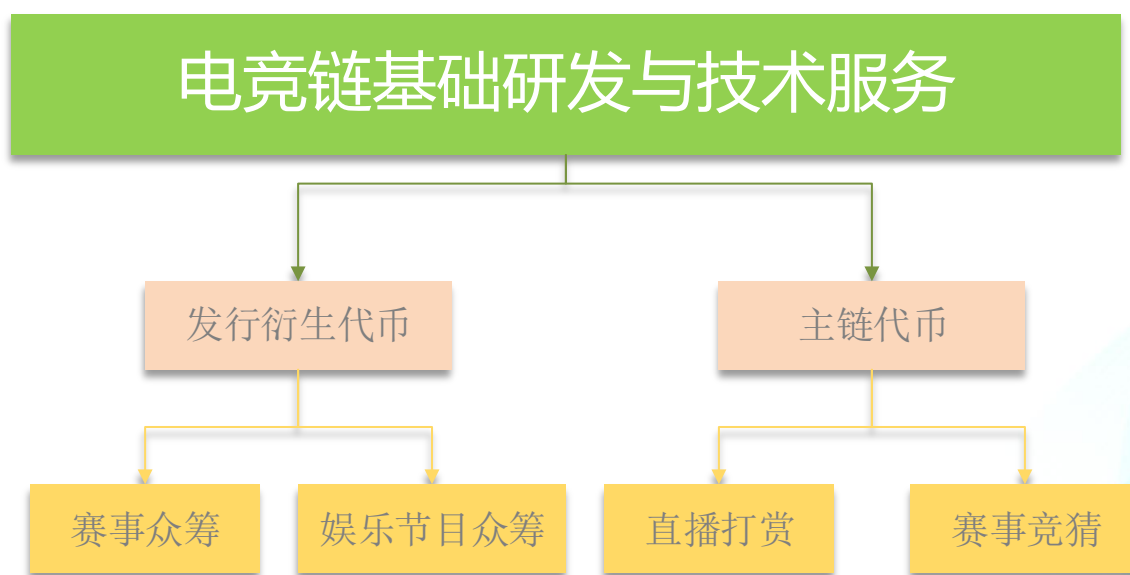 电竞链基础研发与技术服务
发行衍生代币
主链代币
赛事众筹
娱乐节目众筹
直播打赏
赛事竞猜